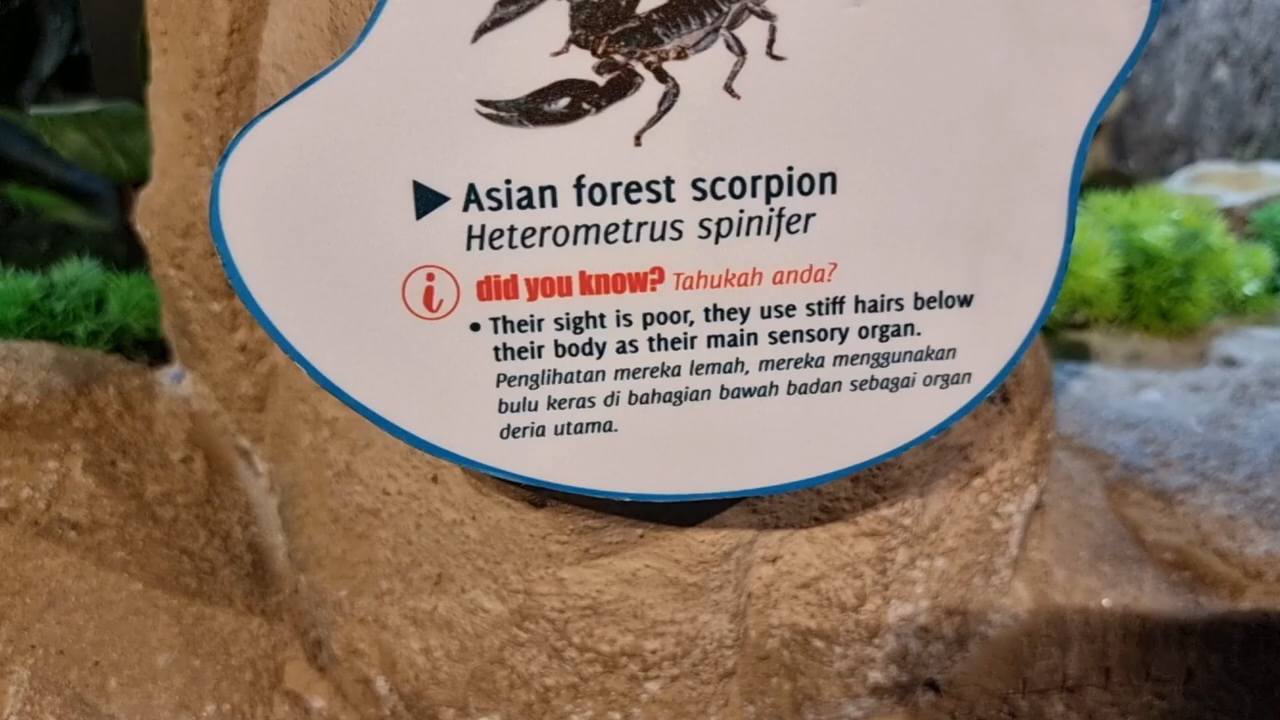 Asian forest scorpion
Heterometrus spinifer
i did you know? Tahukah anda?
• Their sight is poor, they use stiff hairs below
their body as their main sensory organ.
Penglihatan mereka lemah, mereka menggunakan
bulu keras di bahagian bawah badan sebagai organ
deria utama.